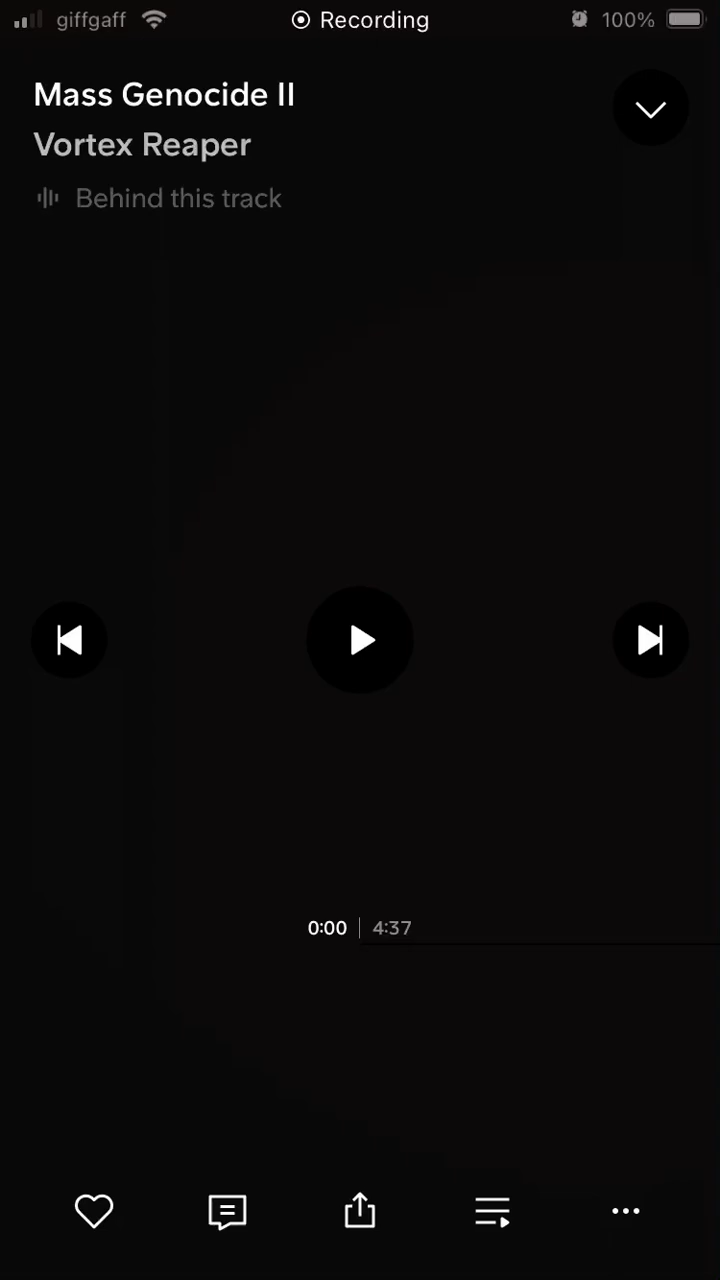 giffgaff
Recording
100%
Mass Genocide II
Vortex Reaper
Behind this track
0:00
4:37